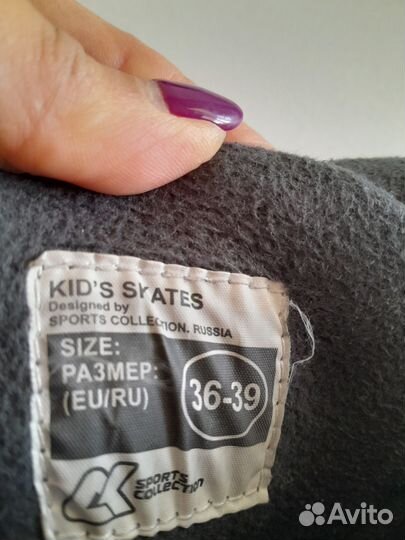 KID'S SKATES
Designed by
SPORTS COLLECTION. RUSSIA
SIZE:
РАЗМЕР:
(EU/RU)
36-39
SPORTS
COLLECTION
Avito